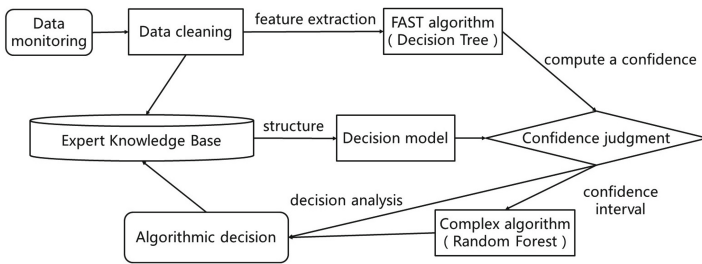 Data
monitoring
Data cleaning
feature extraction
FAST algorithm
( Decision Tree )
compute a confidence
Expert Knowledge Base
structure
Decision model
Confidence judgment
decision analysis
confidence
interval
Algorithmic decision
Complex algorithm
( Random Forest )